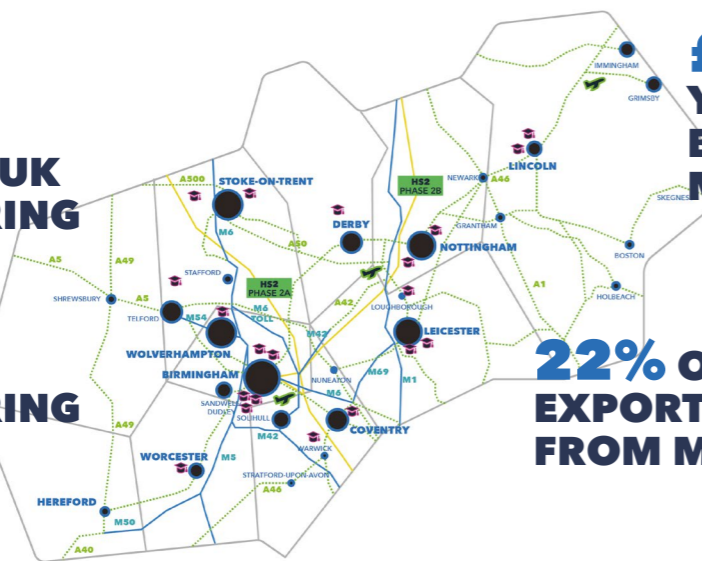 IMMINGHAM
£
GRIMSBY
Y
E
M
UK
RING
A500
STOKE-ON-TRENT
HS2
PHASE 2B
NEWARK
A46
LINCOLN
SKEGNES
M6
DERBY
GRANTHAM
A49
A50
NOTTINGHAM
BOSTON
A5
STAFFORD
HS2
PHASE 2A
A1
HOLBEACH
SHREWSBURY
A5
A42
LOUGHBOROUGH
TELFORD
M54
M6
TOLL
M42
LEICESTER
WOLVERHAMPTON
M69
M1
22% O
BIRMINGHAM
NUNEATON
M6
RING
SANDWELL
DUDLEY
SOLIHULL
COVENTRY
EXPORT
A49
M42
WARWICK
FROM M
WORCESTER
M5
STRATFORD-UPON-AVON
A46
HEREFORD
M50
A40